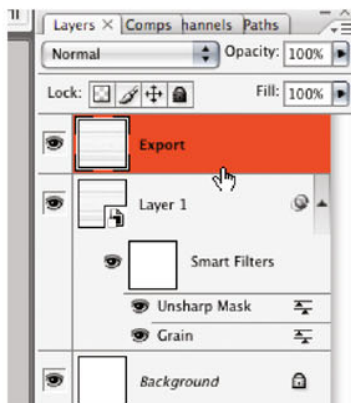 Layers × Comps hannels Paths
Normal Opacity: 100%
Lock: Fill: 100%
Export
Layer 1
Smart Filters
Unsharp Mask
Grain
Background